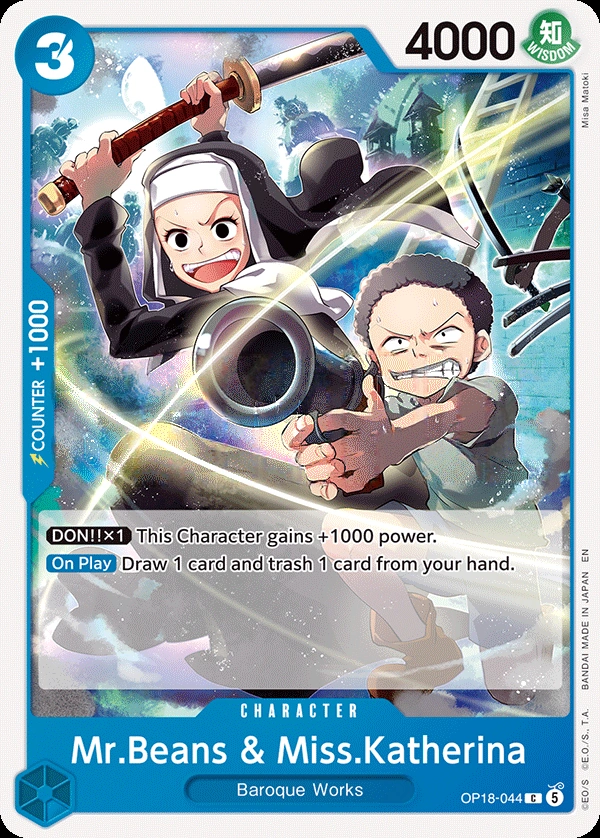 3
4000
知
WISDOM
Misa Matoki
COUNTER +1000
DON!!×1 This Character gains +1000 power.
On Play Draw 1 card and trash 1 card from your hand.
CHARACTER
Mr.Beans & Miss.Katherina
Baroque Works
OP18-044 C 5
©EO/S ©E.O./S., T.A. BANDAI MADE IN JAPAN EN